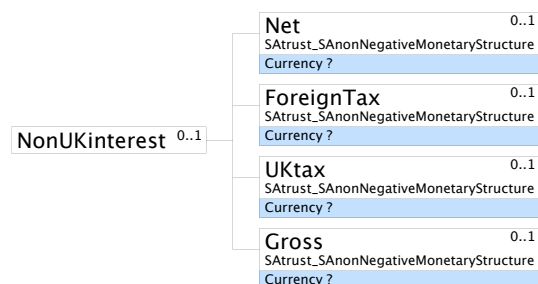 Net 0..1
SAtrust_SAnonNegativeMonetaryStructure
Currency ?
ForeignTax 0..1
SAtrust_SAnonNegativeMonetaryStructure
Currency ?
NonUKinterest 0..1
UKtax 0..1
SAtrust_SAnonNegativeMonetaryStructure
Currency ?
Gross 0..1
SAtrust_SAnonNegativeMonetaryStructure
Currency ?